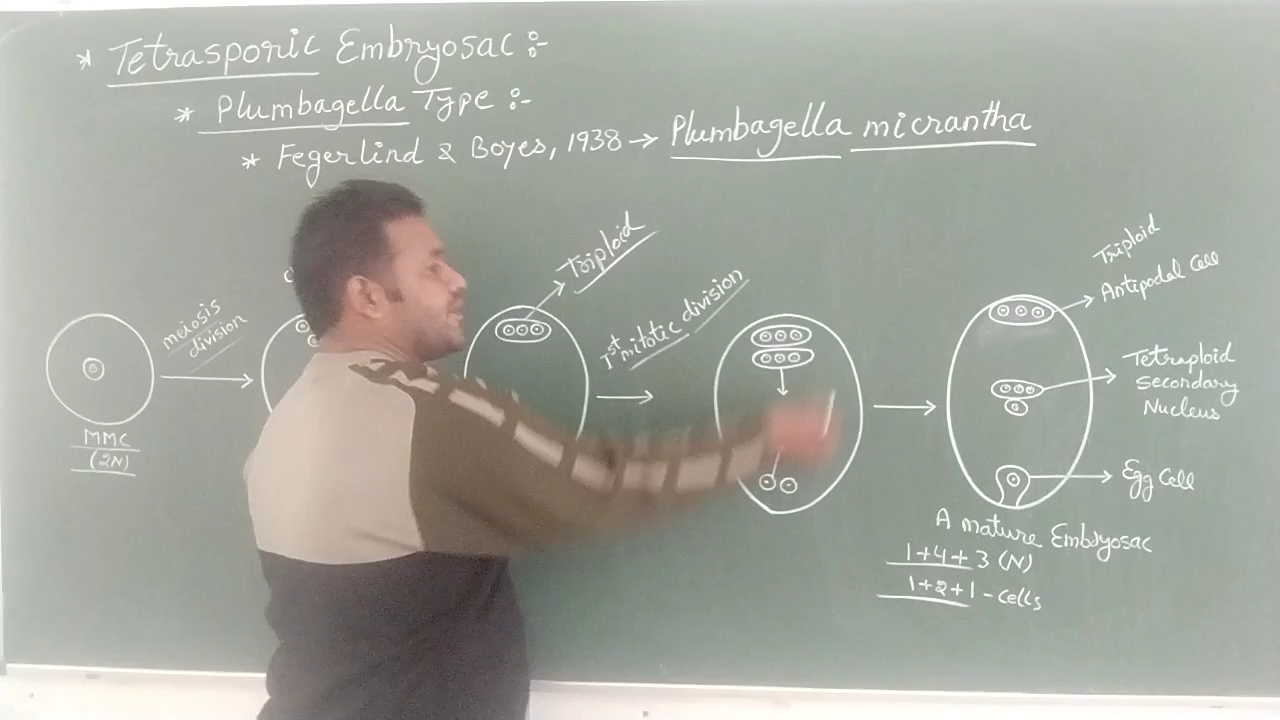 * Tetrasporic Embryosac :-
* Plumbagella Type :-
* Fegerlind & Boyes, 1938 → Plumbagella micrantha
meiosis
division
MMC
(2N)
Triploid
Ist mitotic division
Triploid
Antipodal Cell
Tetraploid
Secondary
Nucleus
Egg Cell
A mature Embryosac
1+4+3 (N)
1+2+1 - cells